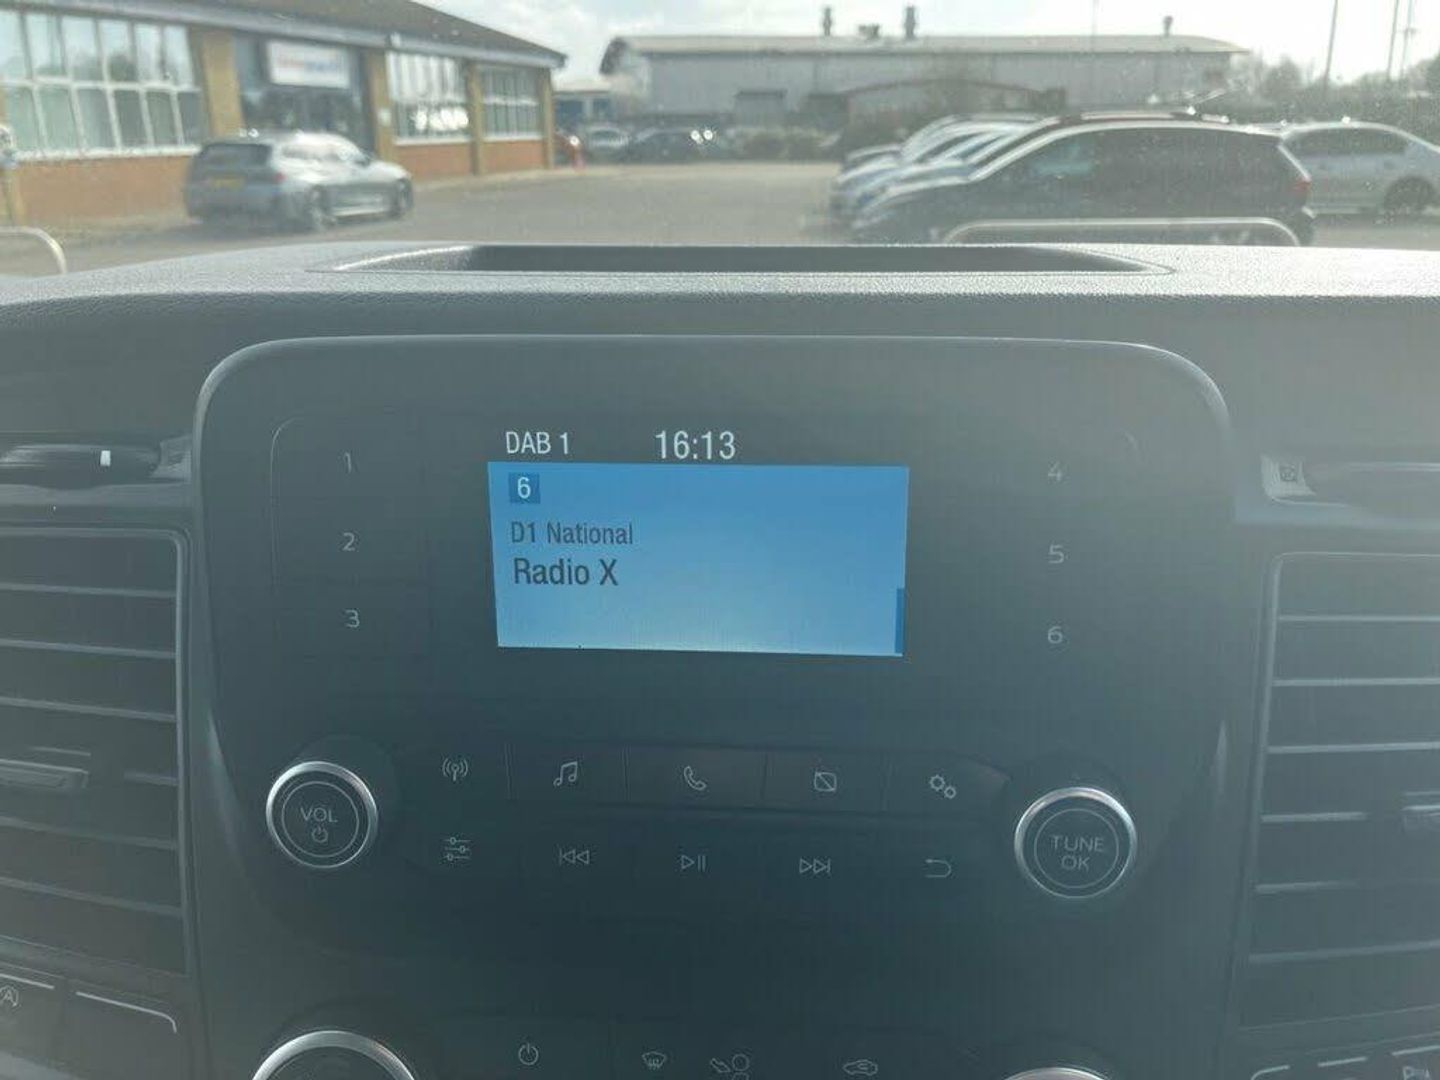 DAB 1 16:13
6
D1 National
Radio X
1
2
3
4
5
6
VOL
TUNE
OK
A